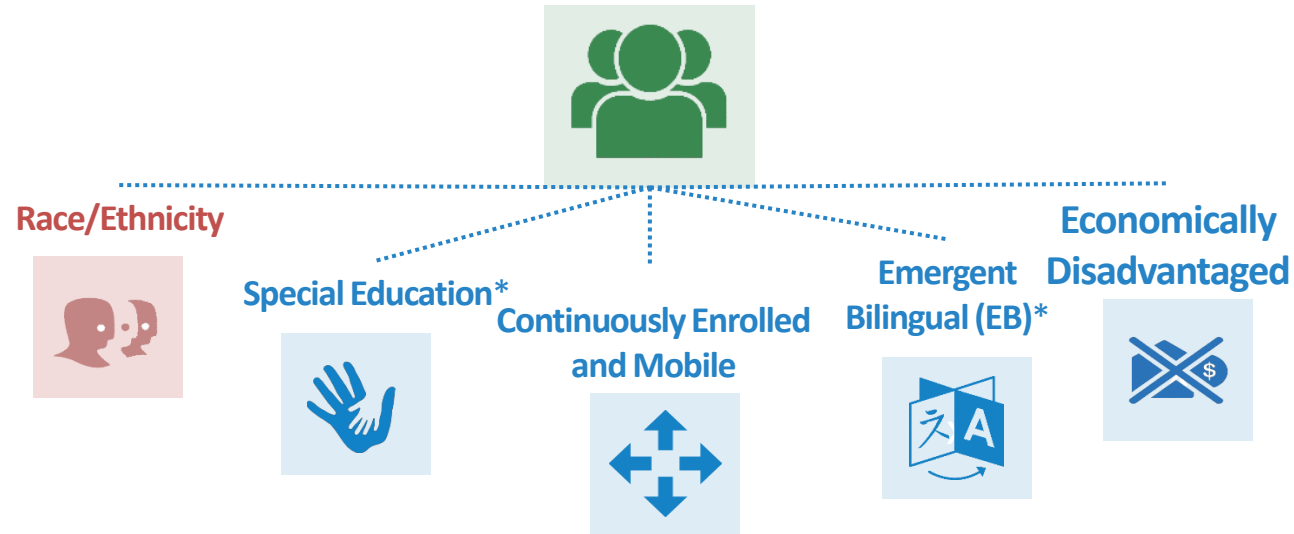 Race/Ethnicity
Special Education*
Continuously Enrolled
and Mobile
Emergent
Bilingual (EB)*
Economically
Disadvantaged
A
$